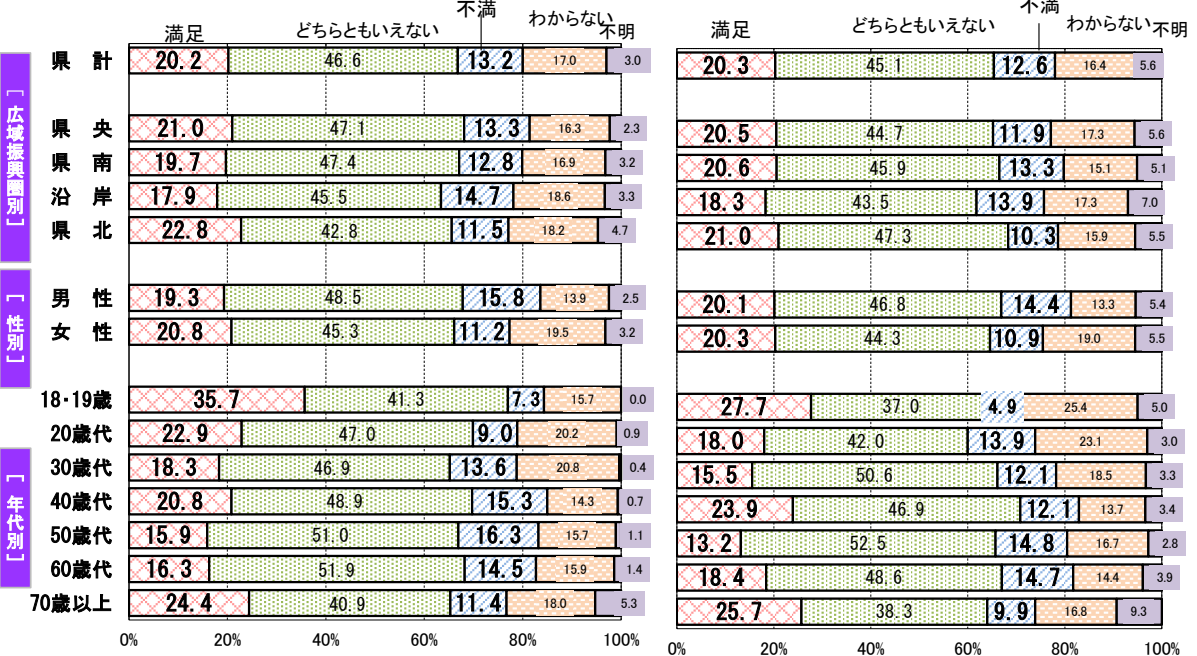 満足 どちらともいえない 不満 わからない 不明
満足 どちらともいえない 不満 わからない 不明
[広域振興圏別]
県 計 20.2 46.6 13.2 17.0 3.0 20.3 45.1 12.6 16.4 5.6
県 央 21.0 47.1 13.3 16.3 2.3 20.5 44.7 11.9 17.3 5.6
県 南 19.7 47.4 12.8 16.9 3.2 20.6 45.9 13.3 15.1 5.1
沿 岸 17.9 45.5 14.7 18.6 3.3 18.3 43.5 13.9 17.3 7.0
県 北 22.8 42.8 11.5 18.2 4.7 21.0 47.3 10.3 15.9 5.5
[性別]
男 性 19.3 48.5 15.8 13.9 2.5 20.1 46.8 14.4 13.3 5.4
女 性 20.8 45.3 11.2 19.5 3.2 20.3 44.3 10.9 19.0 5.5
[年代別]
18・19歳 35.7 41.3 7.3 15.7 0.0 27.7 37.0 4.9 25.4 5.0
20歳代 22.9 47.0 9.0 20.2 0.9 18.0 42.0 13.9 23.1 3.0
30歳代 18.3 46.9 13.6 20.8 0.4 15.5 50.6 12.1 18.5 3.3
40歳代 20.8 48.9 15.3 14.3 0.7 23.9 46.9 12.1 13.7 3.4
50歳代 15.9 51.0 16.3 15.7 1.1 13.2 52.5 14.8 16.7 2.8
60歳代 16.3 51.9 14.5 15.9 1.4 18.4 48.6 14.7 14.4 3.9
70歳以上 24.4 40.9 11.4 18.0 5.3 25.7 38.3 9.9 16.8 9.3
0% 20% 40% 60% 80% 100%
0% 20% 40% 60% 80% 100%